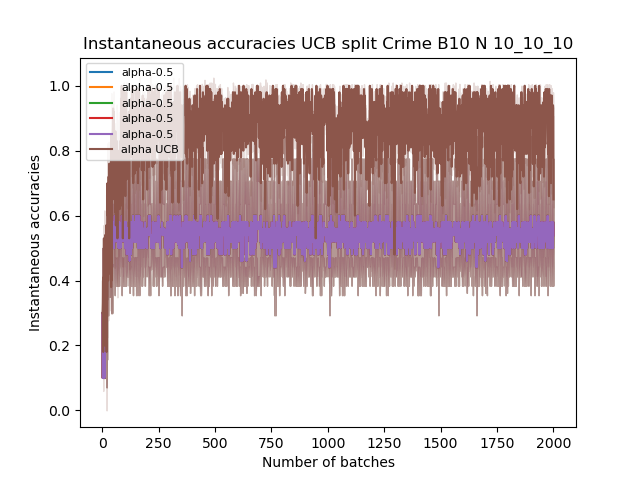 Instantaneous accuracies UCB split Crime B10 N 10_10_10
alpha-0.5
alpha-0.5
alpha-0.5
alpha-0.5
alpha-0.5
alpha UCB
1.0
0.8
0.6
0.4
0.2
0.0
Instantaneous accuracies
0 250 500 750 1000 1250 1500 1750 2000
Number of batches